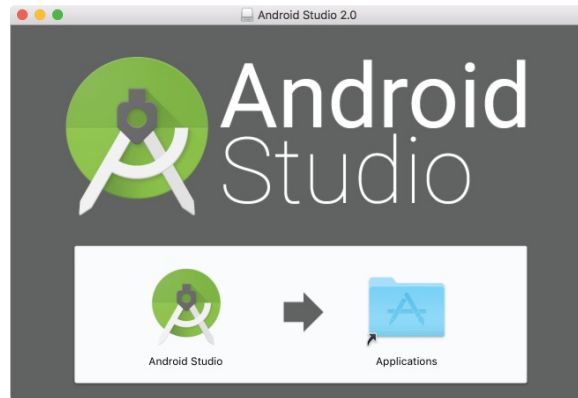 Android Studio 2.0
Android
Studio
Android Studio
Applications